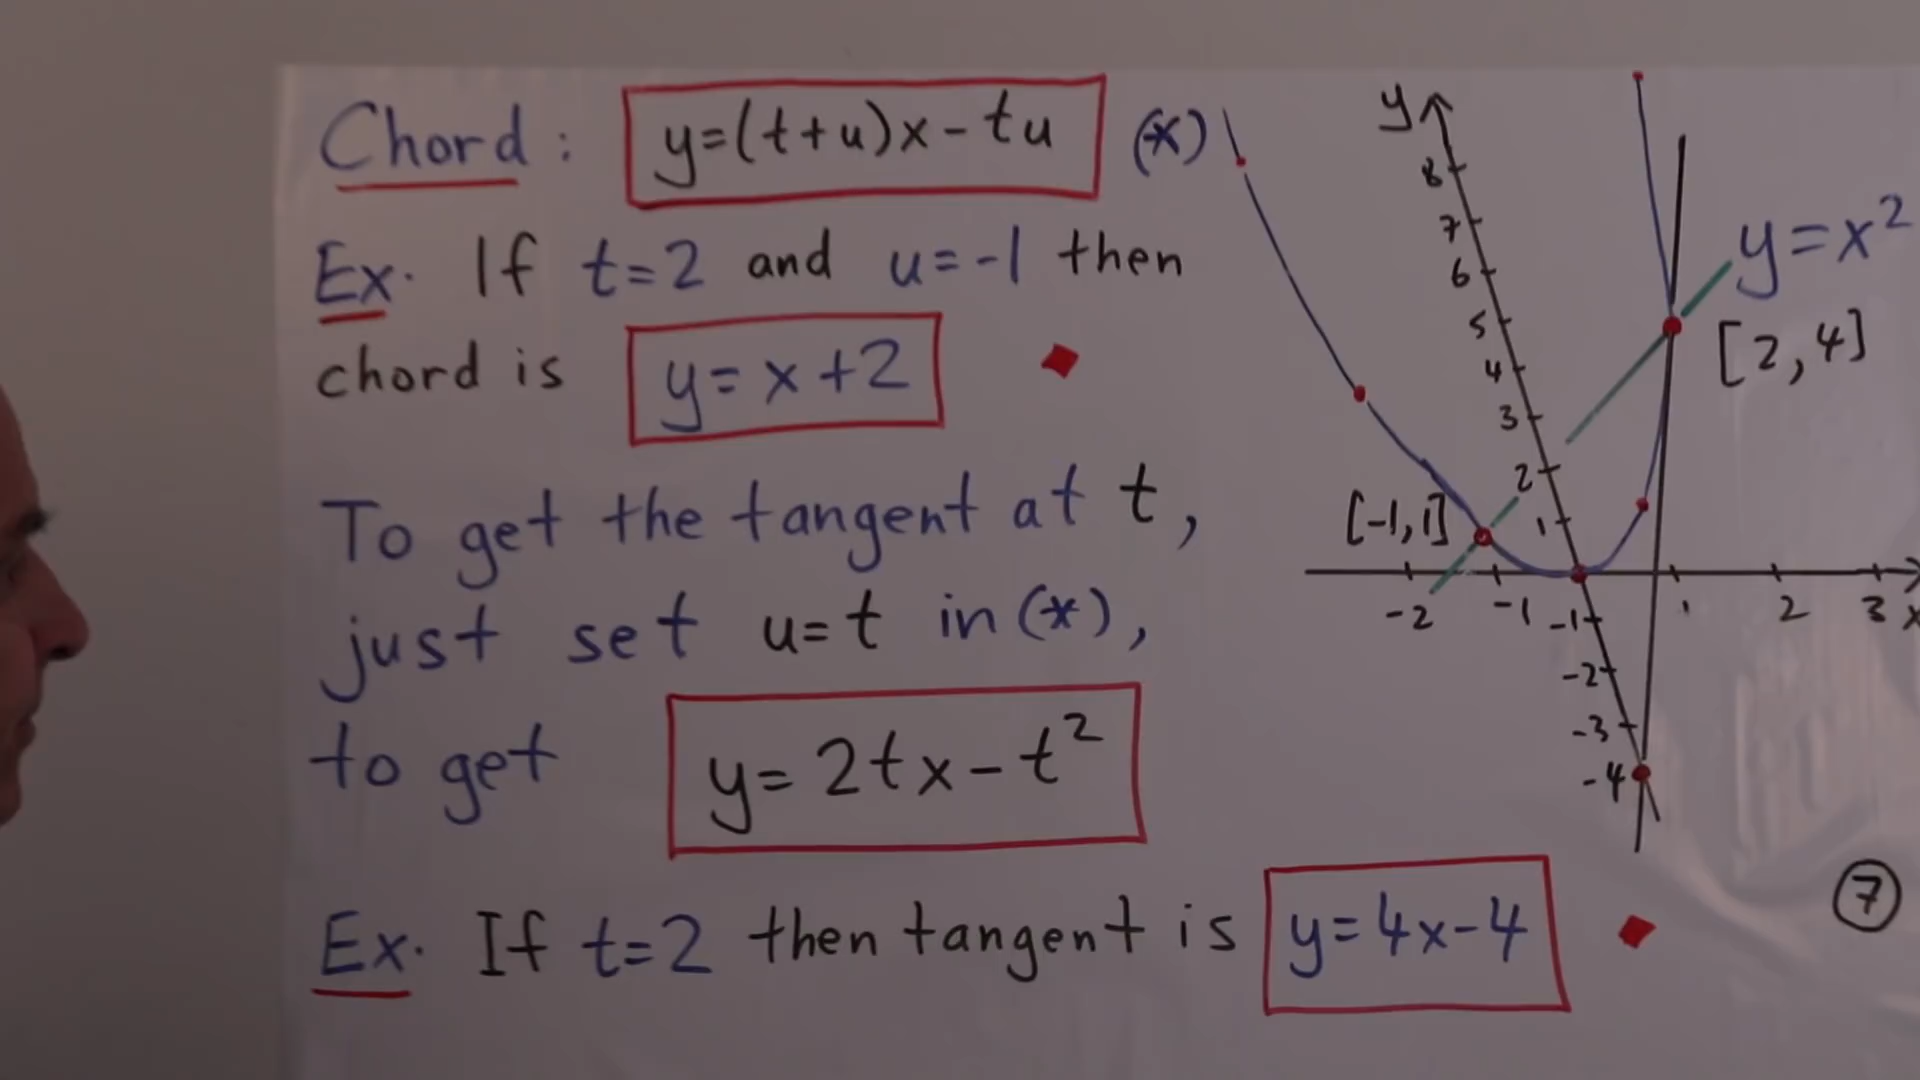 Chord: y=(t+u)x-tu (*)
Ex. If t=2 and u=-1 then
chord is y=x+2
To get the tangent at t,
just set u=t in (*),
to get y=2tx-t²
Ex. If t=2 then tangent is y=4x-4
y
8
7
6
5
4
3
2
1
-1
-2
-3
-4
y=x²
[2,4]
[-1,1]
-2 -1 1 2 3 x
7